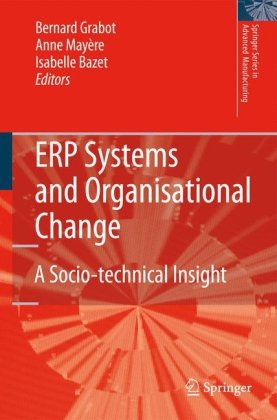 Bernard Grabot
Anne Mayère
Isabelle Bazet
Editors
Springer Series in
Advanced Manufacturing
ERP Systems
and Organisational
Change
A Socio-technical Insight
Springer